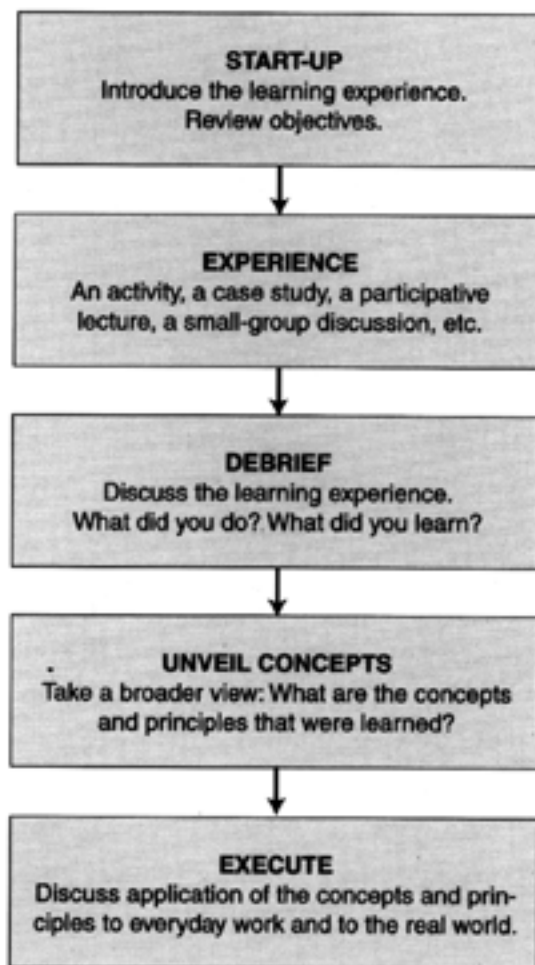 START-UP
Introduce the learning experience.
Review objectives.
EXPERIENCE
An activity, a case study, a participative
lecture, a small-group discussion, etc.
DEBRIEF
Discuss the learning experience.
What did you do? What did you learn?
UNVEIL CONCEPTS
Take a broader view: What are the concepts
and principles that were learned?
EXECUTE
Discuss application of the concepts and prin-
ciples to everyday work and to the real world.